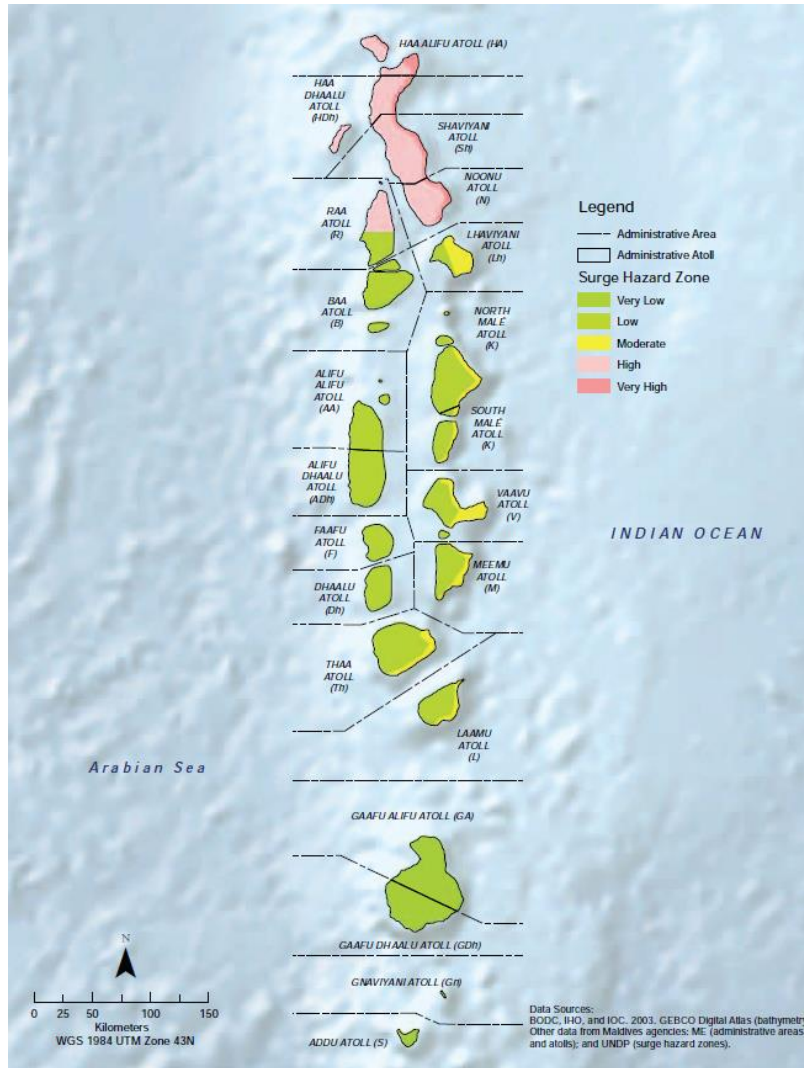 HAA ALIFU ATOLL (HA)
HAA
DHAALU
ATOLL
(HDh)
SHAVIYANI
ATOLL
(Sh)
NOONU
ATOLL
(N)
RAA
ATOLL
(R)
LHAVIYANI
ATOLL
(Lh)
BAA
ATOLL
(B)
NORTH
MALÉ
ATOLL
(K)
ALIFU
ALIFU
ATOLL
(AA)
SOUTH
MALÉ
ATOLL
(K)
ALIFU
DHAALU
ATOLL
(ADh)
VAAVU
ATOLL
(V)
FAAFU
ATOLL
(F)
MEEMU
ATOLL
(M)
DHAALU
ATOLL
(Dh)
THAA
ATOLL
(Th)
LAAMU
ATOLL
(L)
GAAFU ALIFU ATOLL (GA)
GAAFU DHAALU ATOLL (GDh)
GNAVIYANI ATOLL (Gn)
ADDU ATOLL (S)
Arabian Sea
INDIAN OCEAN
Legend
Administrative Area
Administrative Atoll
Surge Hazard Zone
Very Low
Low
Moderate
High
Very High
N
0 25 50 100 150
Kilometers
WGS 1984 UTM Zone 43N
Data Sources:
BODC, IHO, and IOC. 2003. GEBCO Digital Atlas (bathymetry
Other data from Maldives agencies: ME (administrative areas
and atolls); and UNDP (surge hazard zones).